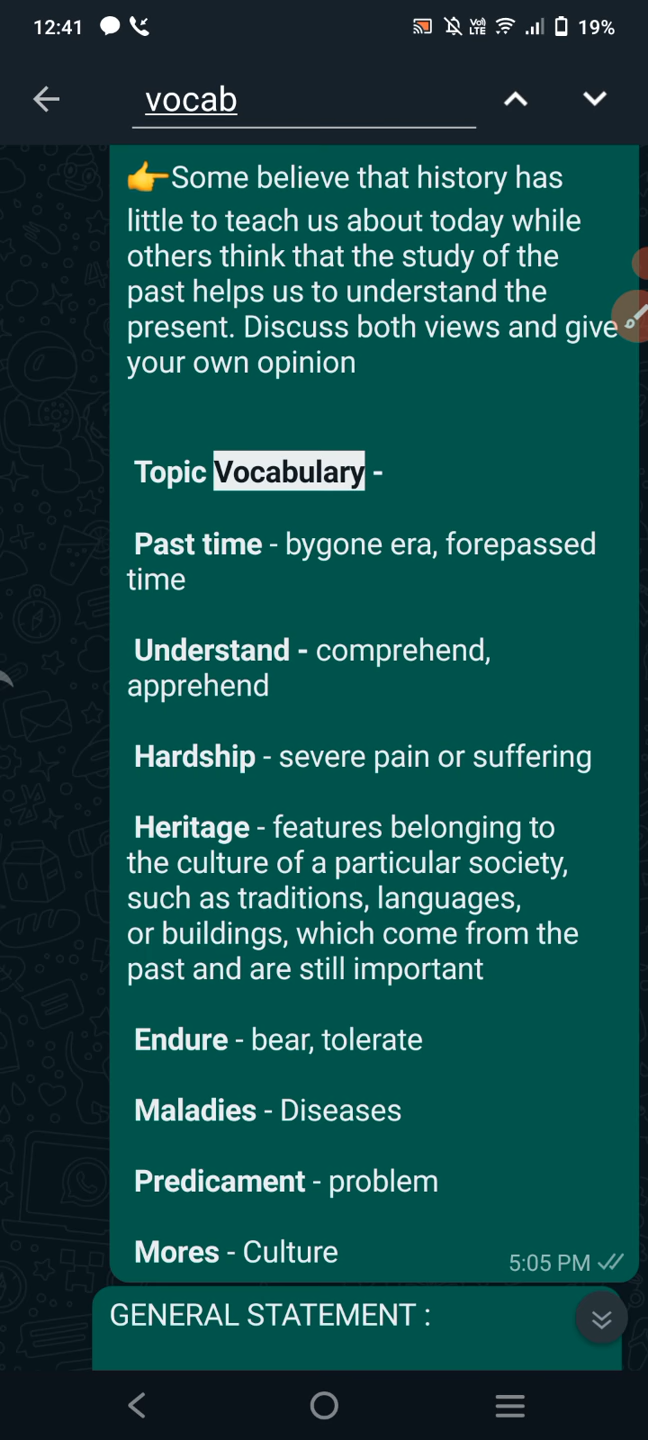 12:41
Vo)
LTE
19%
vocab
👉Some believe that history has
little to teach us about today while
others think that the study of the
past helps us to understand the
present. Discuss both views and give
your own opinion
Topic Vocabulary -
Past time - bygone era, forepassed
time
Understand - comprehend,
apprehend
Hardship - severe pain or suffering
Heritage - features belonging to
the culture of a particular society,
such as traditions, languages,
or buildings, which come from the
past and are still important
Endure - bear, tolerate
Maladies - Diseases
Predicament - problem
Mores - Culture
5:05 PM
GENERAL STATEMENT :